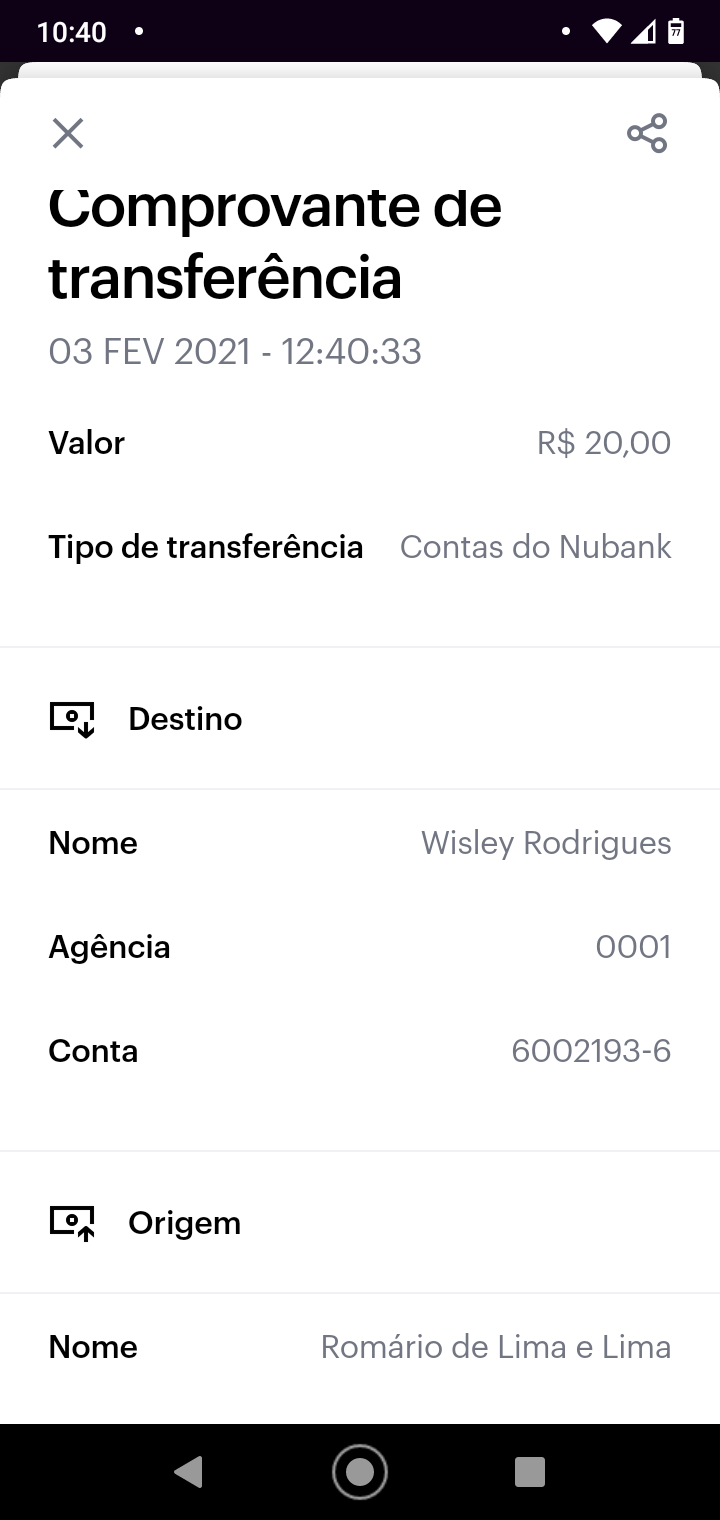 10:40
77
Comprovante de
transferência
03 FEV 2021 - 12:40:33
Valor R$ 20,00
Tipo de transferência Contas do Nubank
Destino
Nome Wisley Rodrigues
Agência 0001
Conta 6002193-6
Origem
Nome Romário de Lima e Lima